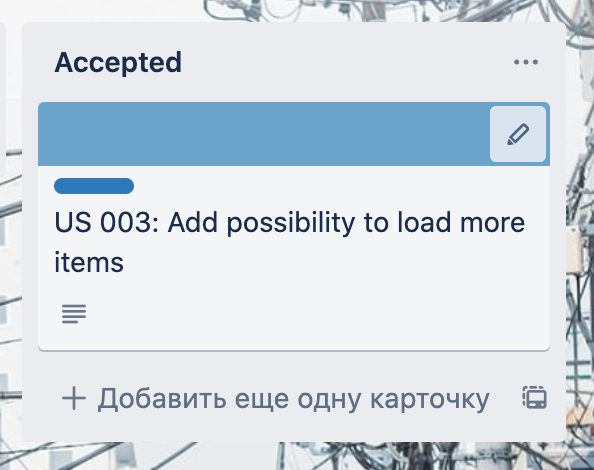 Accepted
US 003: Add possibility to load more
items
Добавить еще одну карточку